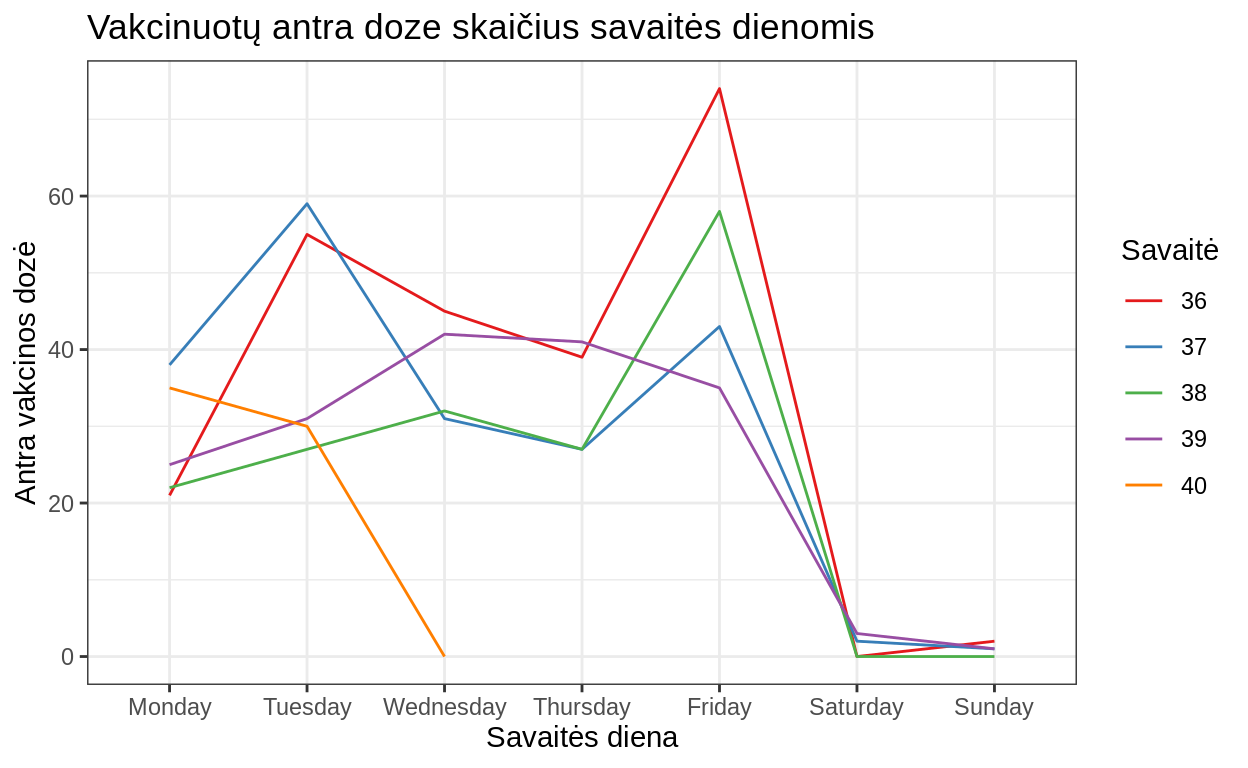 Vakcinuotų antra doze skaičius savaitės dienomis
Antra vakcinos dozė
60
40
20
0
Monday Tuesday Wednesday Thursday Friday Saturday Sunday
Savaitės diena
Savaitė
36
37
38
39
40